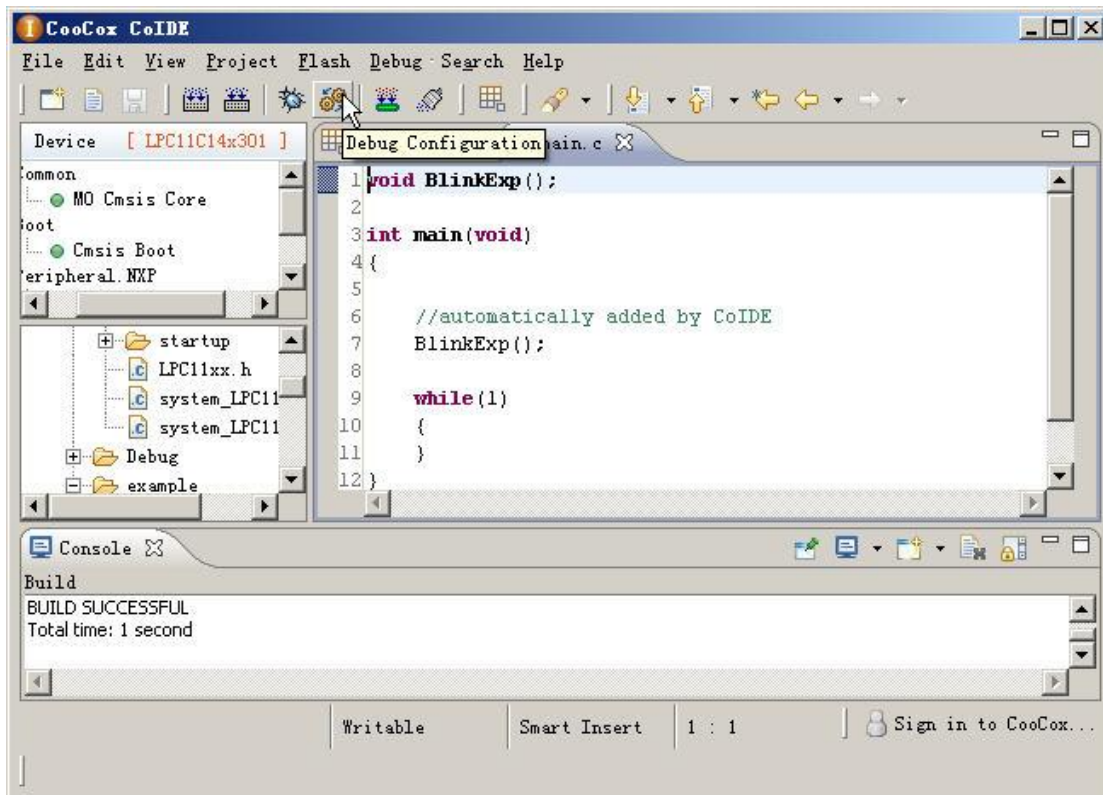 CooCox CoIDE
File Edit View Project Flash Debug Search Help
Device [ LPC11C14x301 ]
Debug Configuration
ain.c
ommon
M0 Cmsis Core
oot
Cmsis Boot
eripheral.NXP
startup
LPC11xx.h
system_LPC11
system_LPC11
Debug
example
1 void BlinkExp();
2
3 int main(void)
4 {
5
6 //automatically added by CoIDE
7 BlinkExp();
8
9 while(1)
10 {
11 }
12 }
Console
Build
BUILD SUCCESSFUL
Total time: 1 second
Writable
Smart Insert
1 : 1
Sign in to CooCox...